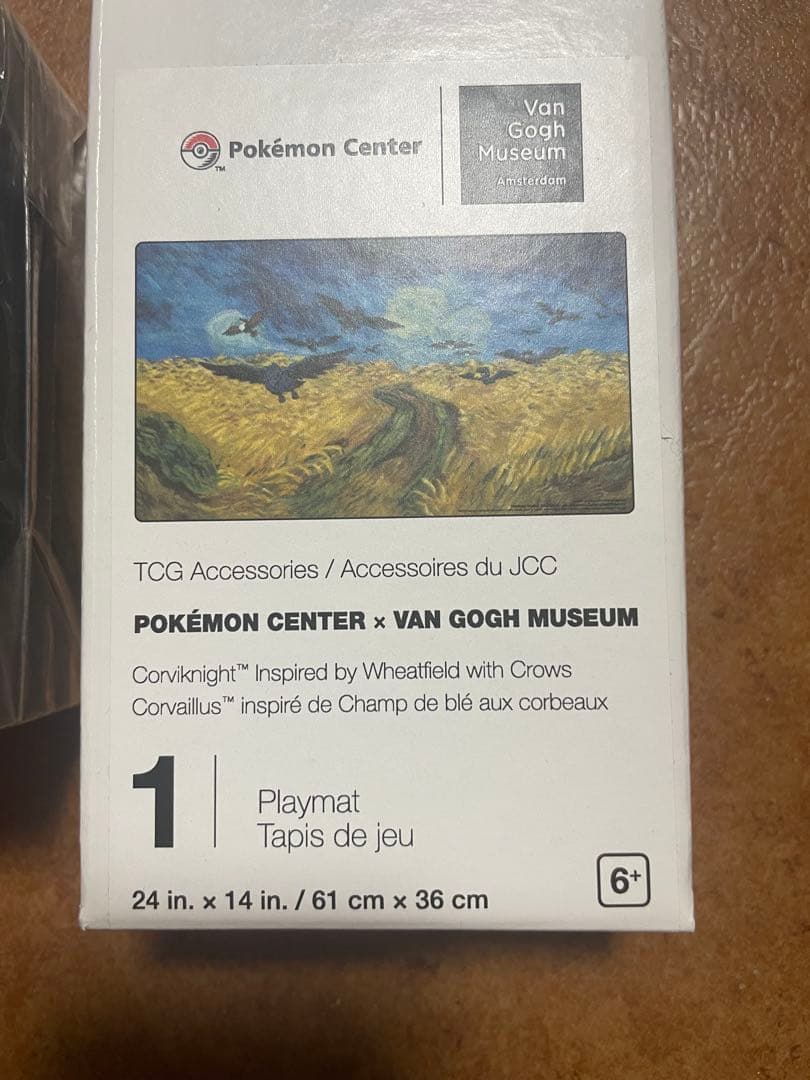 Pokémon Center
TM
Van
Gogh
Museum
Amsterdam
TCG Accessories / Accessoires du JCC
POKÉMON CENTER × VAN GOGH MUSEUM
Corviknight™ Inspired by Wheatfield with Crows
Corvaillus™ inspiré de Champ de blé aux corbeaux
1
Playmat
Tapis de jeu
24 in. × 14 in. / 61 cm × 36 cm
6+